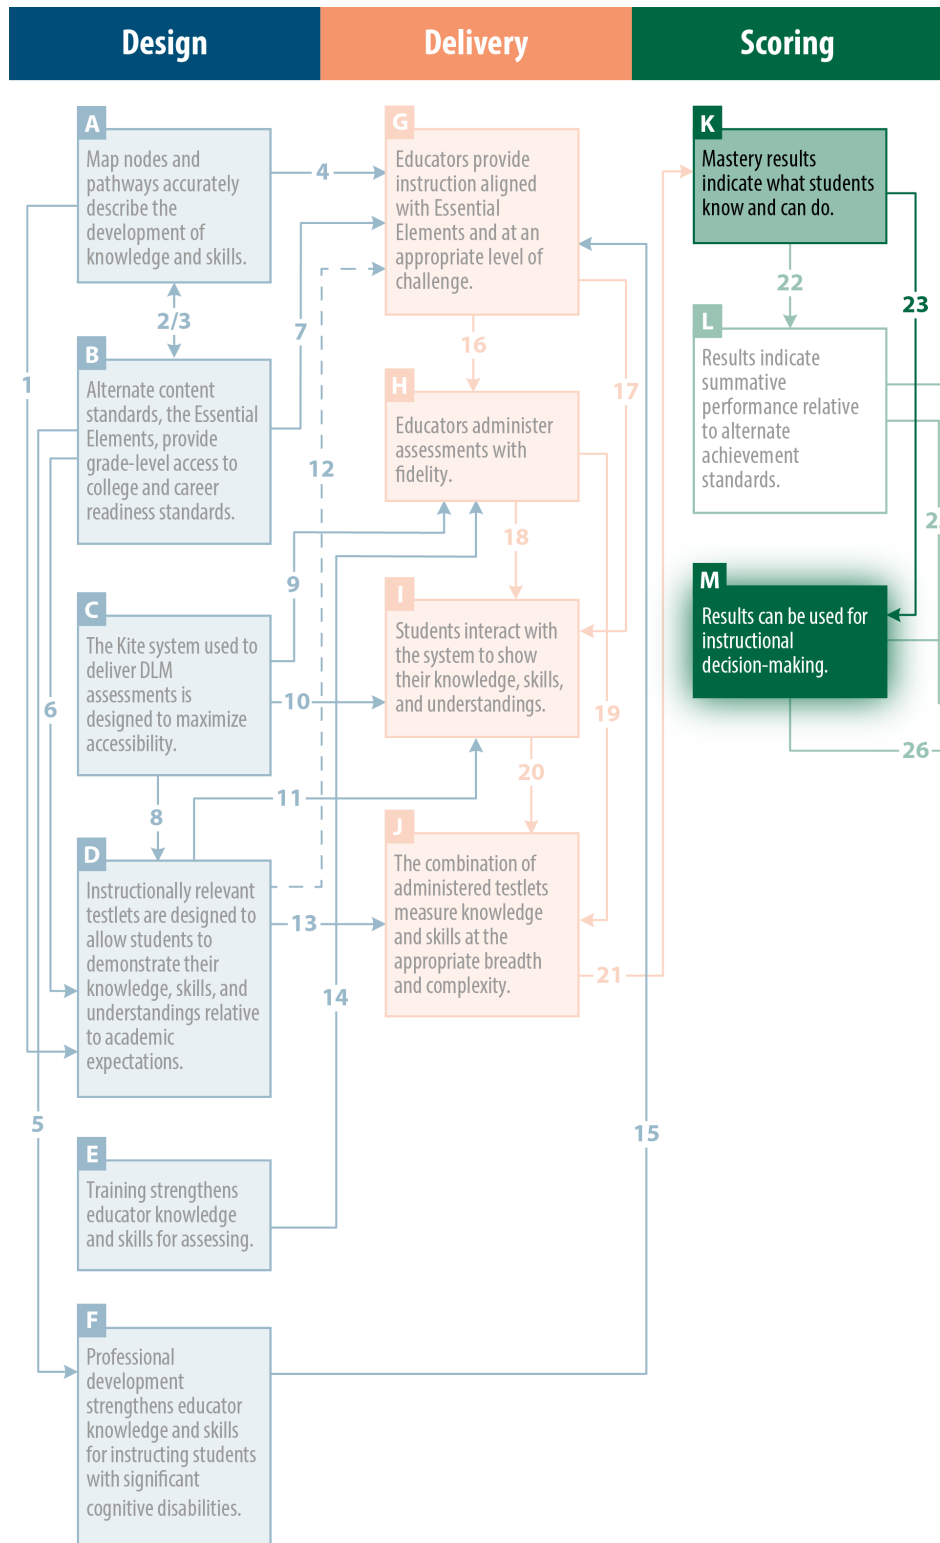 Design
Delivery
Scoring
A
Map nodes and
pathways accurately
describe the
development of
knowledge and skills.
2/3
B
Alternate content
standards, the Essential
Elements, provide
grade-level access to
college and career
readiness standards.
C
The Kite system used to
deliver DLM
assessments is
designed to maximize
accessibility.
8
D
Instructionally relevant
testlets are designed to
allow students to
demonstrate their
knowledge, skills, and
understandings relative
to academic
expectations.
E
Training strengthens
educator knowledge
and skills for assessing.
F
Professional
development
strengthens educator
knowledge and skills
for instructing students
with significant
cognitive disabilities.
1
6
5
4
7
12
9
10
11
13
14
G
Educators provide
instruction aligned
with Essential
Elements and at an
appropriate level of
challenge.
16
17
H
Educators administer
assessments with
fidelity.
18
I
Students interact with
the system to show
their knowledge, skills,
and understandings.
19
20
J
The combination of
administered testlets
measure knowledge
and skills at the
appropriate breadth
and complexity.
21
15
K
Mastery results
indicate what students
know and can do.
22
23
L
Results indicate
summative
performance relative
to alternate
achievement
standards.
M
Results can be used for
instructional
decision-making.
26